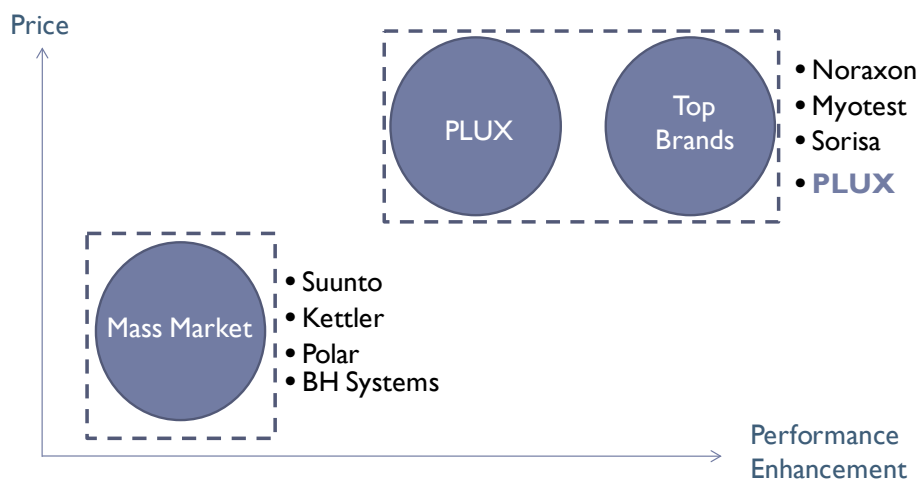 Price
PLUX
Top
Brands
• Noraxon
• Myotest
• Sorisa
• PLUX
Mass Market
• Suunto
• Kettler
• Polar
• BH Systems
Performance
Enhancement